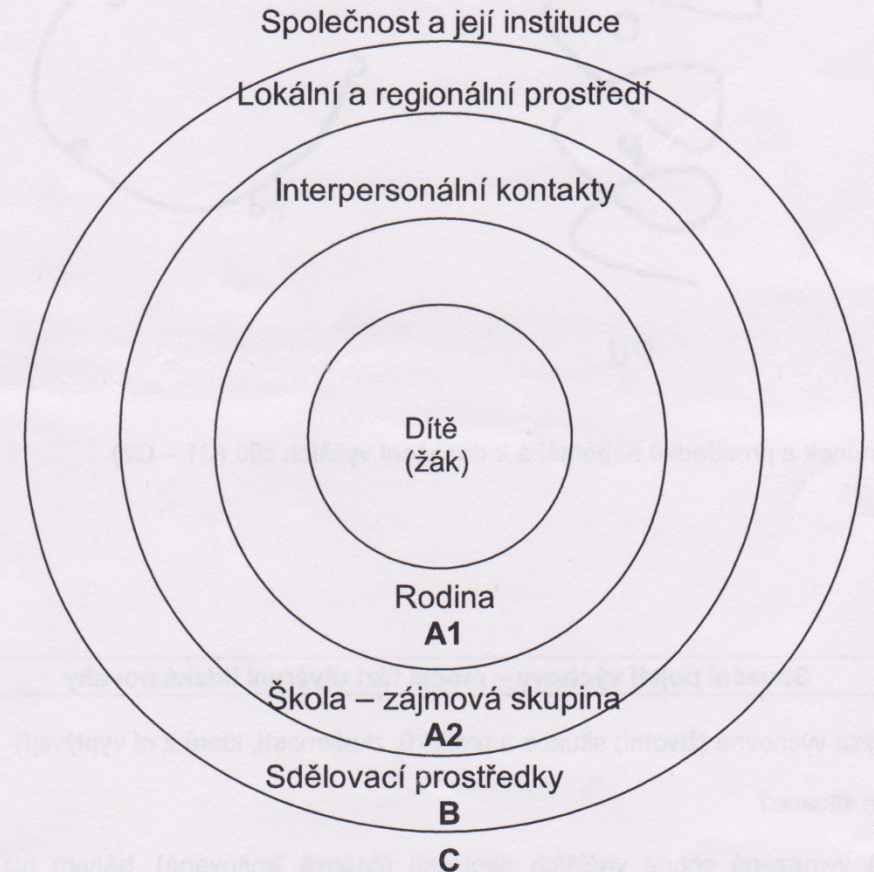 Společnost a její instituce
Lokální a regionální prostředí
Interpersonální kontakty
Dítě
(žák)
Rodina
A1
Škola – zájmová skupina
A2
Sdělovací prostředky
B
C